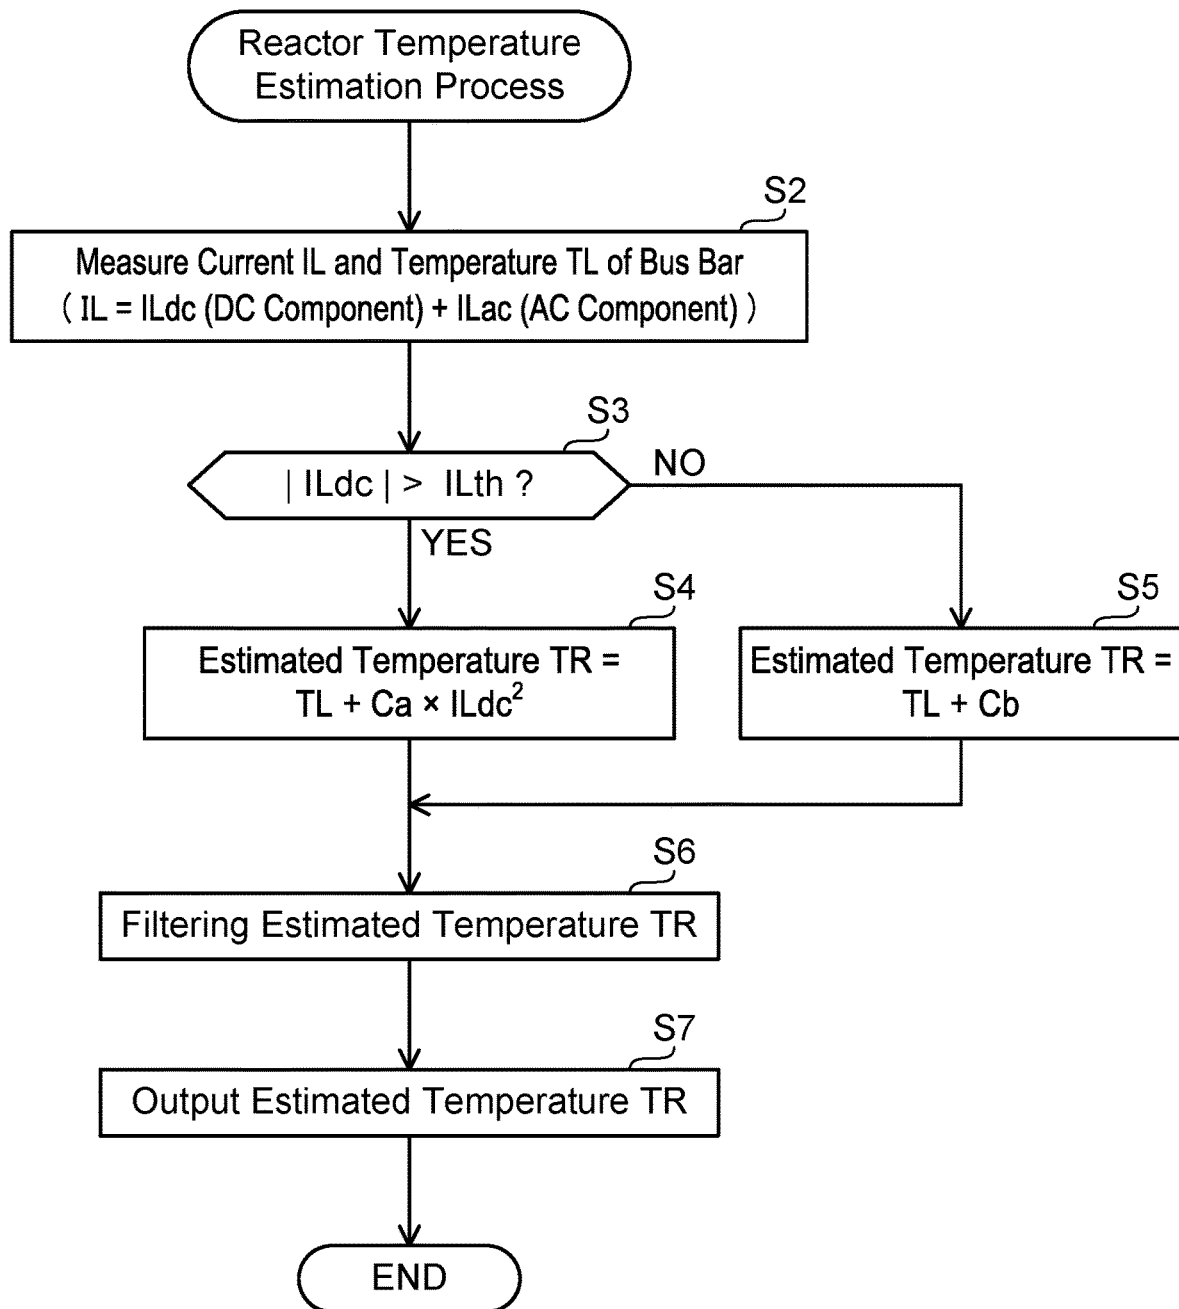 Reactor Temperature
Estimation Process
S2
Measure Current IL and Temperature TL of Bus Bar
( IL = ILdc (DC Component) + ILac (AC Component) )
S3
| ILdc | > ILth ?
NO
YES
S4
Estimated Temperature TR =
TL + Ca × ILdc²
S5
Estimated Temperature TR =
TL + Cb
S6
Filtering Estimated Temperature TR
S7
Output Estimated Temperature TR
END